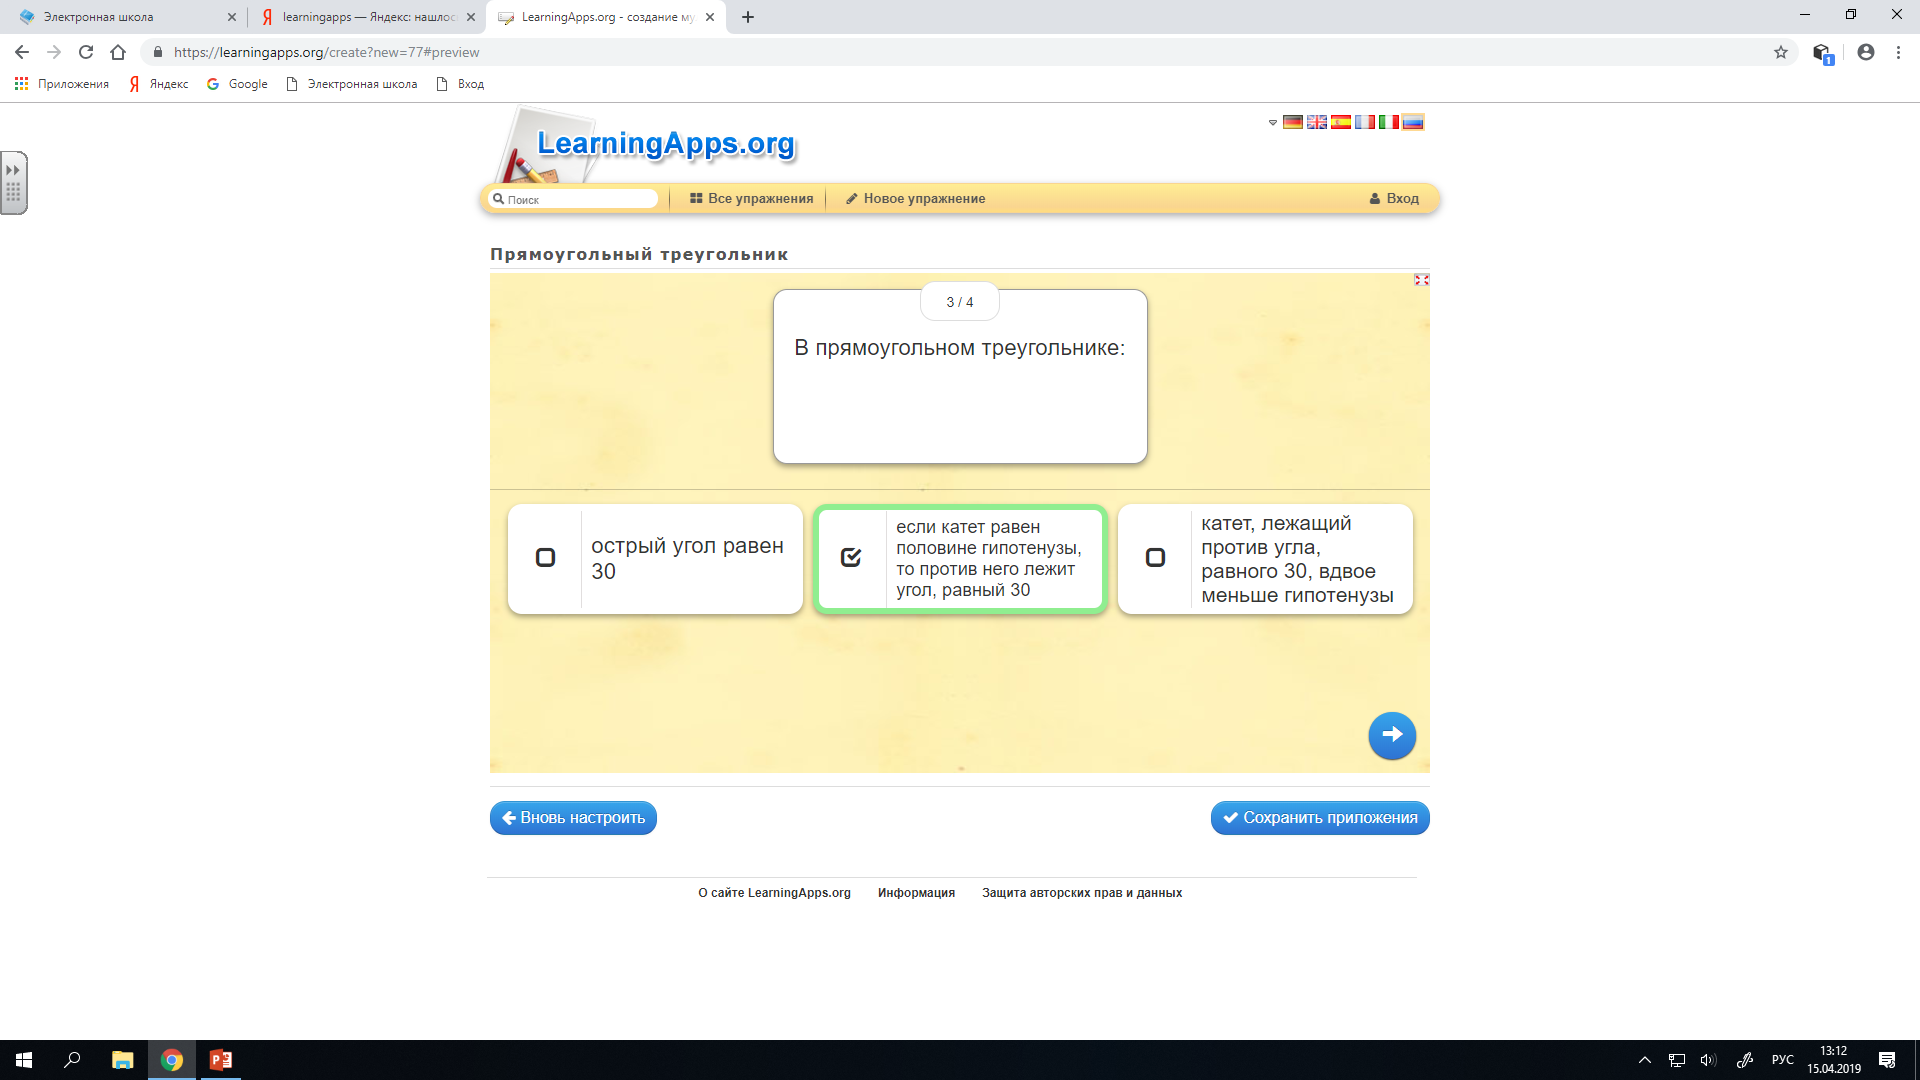 Электронная школа
learningapps — Яндекс: нашлос
LearningApps.org - создание му
https://learningapps.org/create?new=77#preview
Приложения
Яндекс
Google
Электронная школа
Вход
1
LearningApps.org
Поиск
Все упражнения
Новое упражнение
Вход
Прямоугольный треугольник
3 / 4
В прямоугольном треугольнике:
острый угол равен
30
если катет равен
половине гипотенузы,
то против него лежит
угол, равный 30
катет, лежащий
против угла,
равного 30, вдвое
меньше гипотенузы
Вновь настроить
Сохранить приложения
О сайте LearningApps.org
Информация
Защита авторских прав и данных
РУС
13:12
15.04.2019